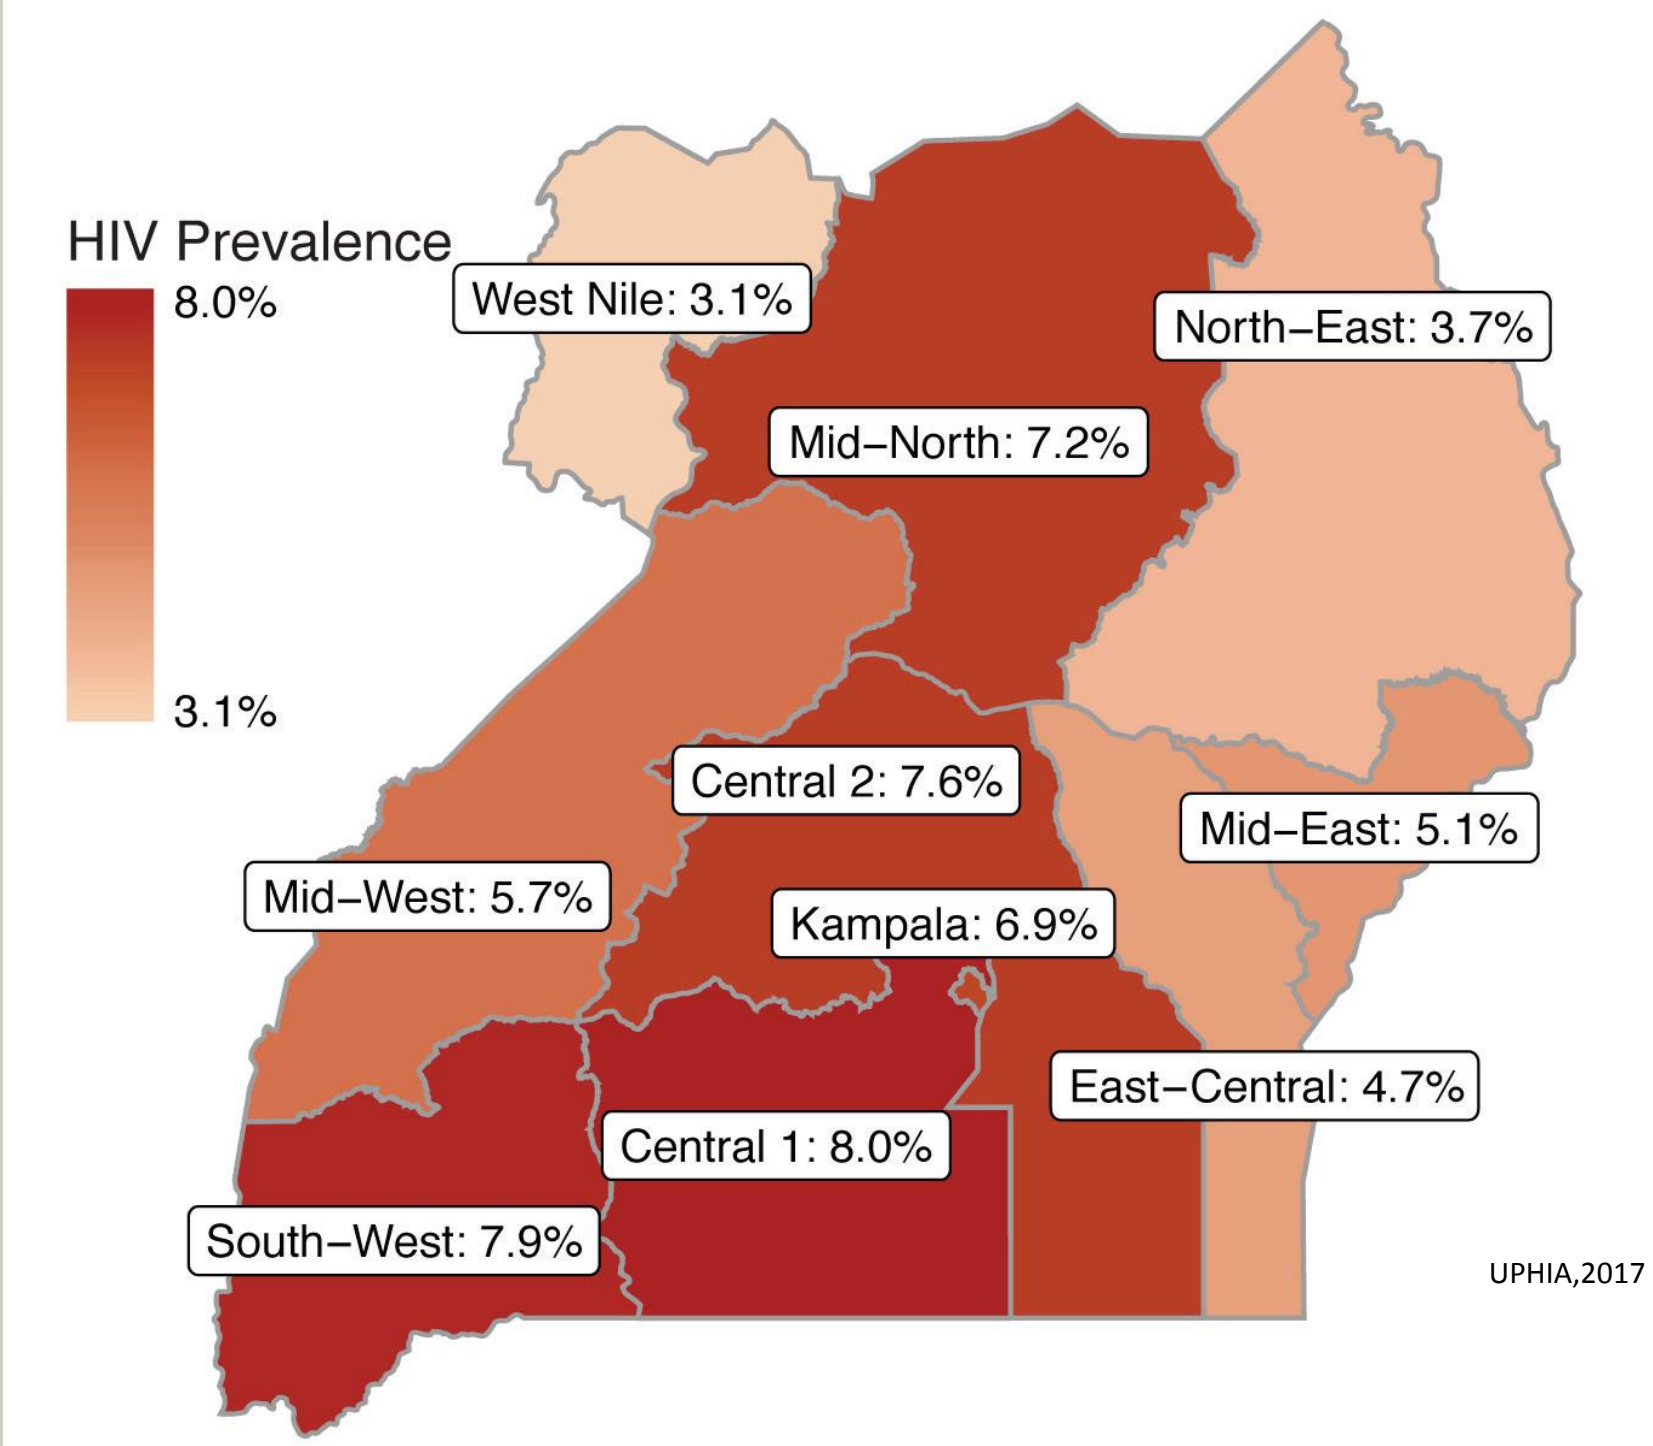 HIV Prevalence
8.0%
3.1%
West Nile: 3.1%
North–East: 3.7%
Mid–North: 7.2%
Central 2: 7.6%
Mid–East: 5.1%
Mid–West: 5.7%
Kampala: 6.9%
East–Central: 4.7%
Central 1: 8.0%
South–West: 7.9%
UPHIA,2017